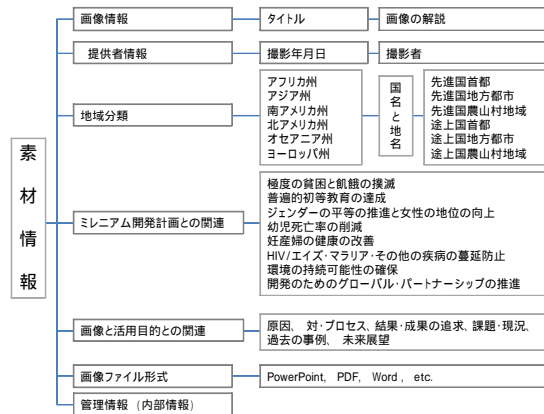 素材情報
画像情報
タイトル
画像の解説
提供者情報
撮影年月日
撮影者
地域分類
アフリカ州
アジア州
南アメリカ州
北アメリカ州
オセアニア州
ヨーロッパ州
国名と地名
先進国首都
先進国地方都市
先進国農山村地域
途上国首都
途上国地方都市
途上国農山村地域
ミレニアム開発計画との関連
極度の貧困と飢餓の撲滅
普遍的初等教育の達成
ジェンダーの平等の推進と女性の地位の向上
幼児死亡率の削減
妊産婦の健康の改善
HIV/エイズ・マラリア・その他の疾病の蔓延防止
環境の持続可能性の確保
開発のためのグローバル・パートナーシップの推進
画像と活用目的との関連
原因、 対・プロセス、結果・成果の追求、課題・現況、
過去の事例、 未来展望
画像ファイル形式
PowerPoint, PDF, Word , etc.
管理情報 (内部情報)